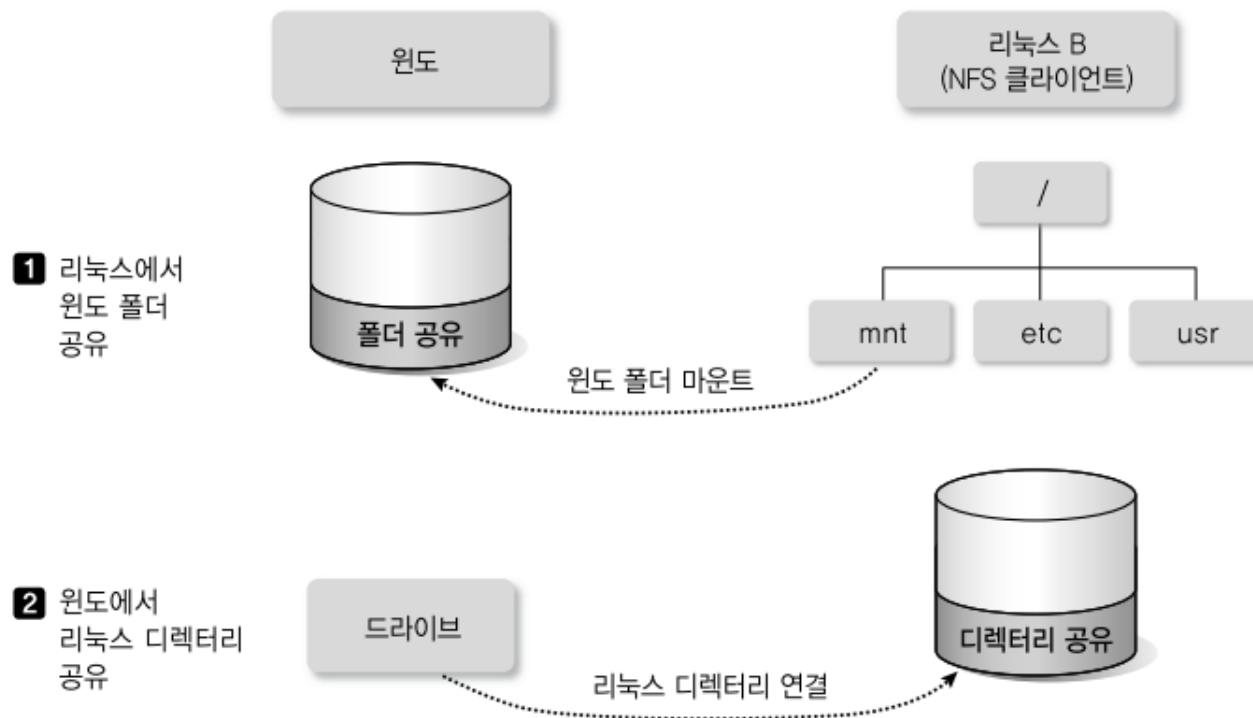 윈도
리눅스 B
(NFS 클라이언트)
/
1 리눅스에서
윈도 폴더
공유
폴더 공유
mnt
etc
usr
윈도 폴더 마운트
2 윈도에서
리눅스 디렉터리
공유
드라이브
디렉터리 공유
리눅스 디렉터리 연결